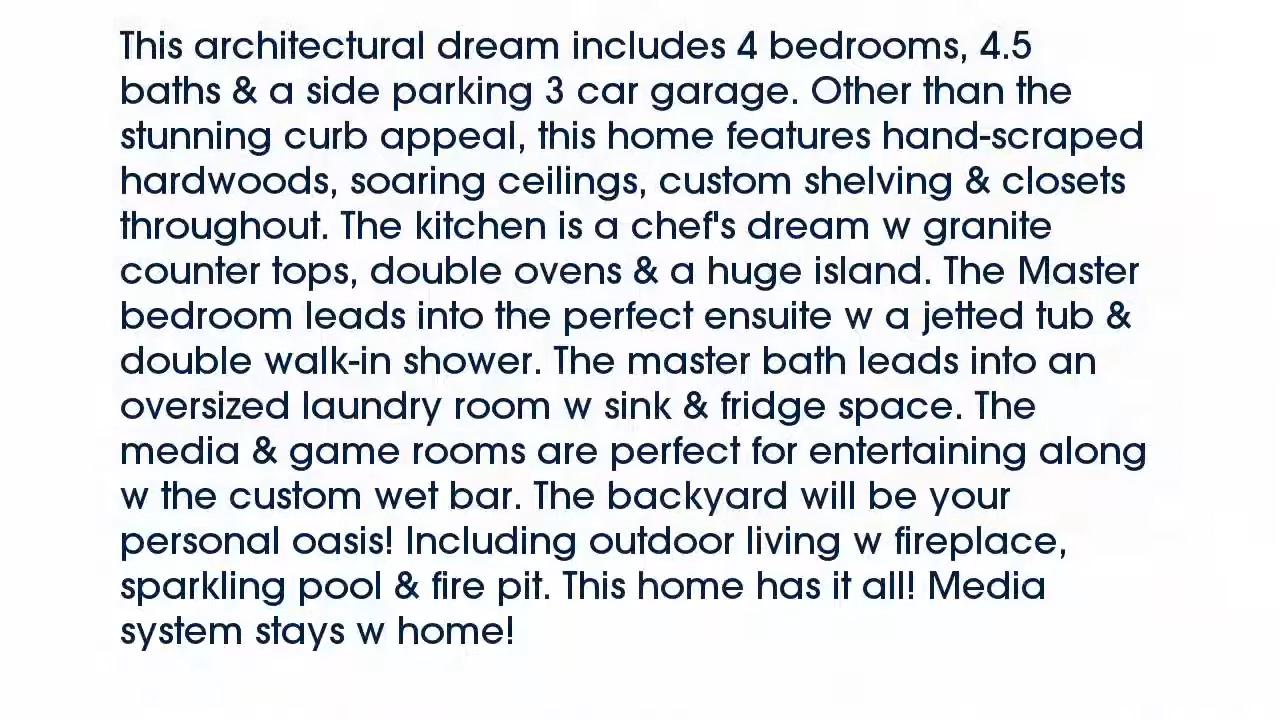 This architectural dream includes 4 bedrooms, 4.5
baths & a side parking 3 car garage. Other than the
stunning curb appeal, this home features hand-scraped
hardwoods, soaring ceilings, custom shelving & closets
throughout. The kitchen is a chef's dream w granite
counter tops, double ovens & a huge island. The Master
bedroom leads into the perfect ensuite w a jetted tub &
double walk-in shower. The master bath leads into an
oversized laundry room w sink & fridge space. The
media & game rooms are perfect for entertaining along
w the custom wet bar. The backyard will be your
personal oasis! Including outdoor living w fireplace,
sparkling pool & fire pit. This home has it all! Media
system stays w home!